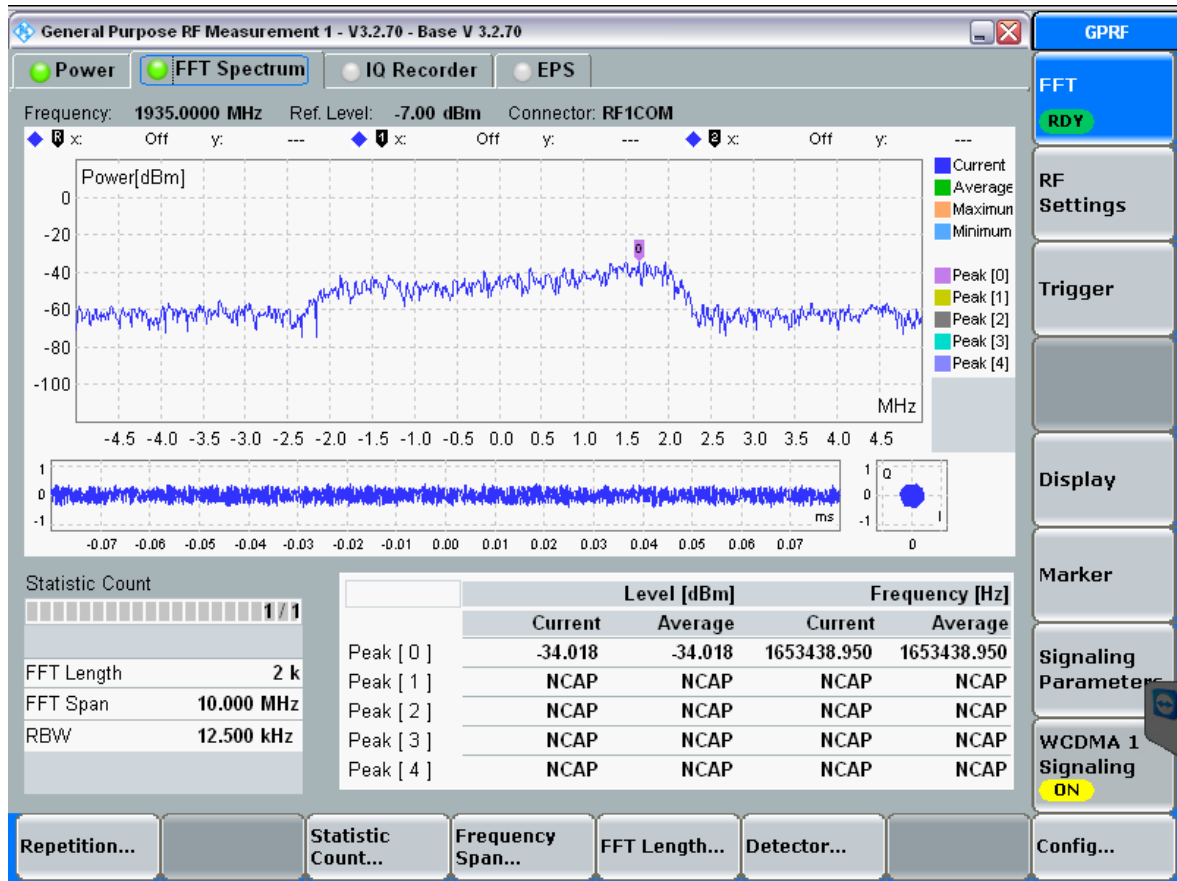 General Purpose RF Measurement 1 - V3.2.70 - Base V 3.2.70
GPRF
Power FFT Spectrum IQ Recorder EPS
FFT
RDY
Frequency: 1935.0000 MHz Ref. Level: -7.00 dBm Connector: RF1COM
R x: Off y: --- 1 x: Off y: --- 2 x: Off y: ---
Power[dBm]
0
-20
-40
-60
-80
-100
0
MHz
-4.5 -4.0 -3.5 -3.0 -2.5 -2.0 -1.5 -1.0 -0.5 0.0 0.5 1.0 1.5 2.0 2.5 3.0 3.5 4.0 4.5
Current
Average
Maximun
Minimum
Peak [0]
Peak [1]
Peak [2]
Peak [3]
Peak [4]
1
0
-1
ms
-0.07 -0.06 -0.05 -0.04 -0.03 -0.02 -0.01 0.00 0.01 0.02 0.03 0.04 0.05 0.06 0.07
1
0
-1
Q
I
0
Statistic Count
1 / 1
FFT Length 2 k
FFT Span 10.000 MHz
RBW 12.500 kHz
Level [dBm] Frequency [Hz]
Current Average Current Average
Peak [ 0 ] -34.018 -34.018 1653438.950 1653438.950
Peak [ 1 ] NCAP NCAP NCAP NCAP
Peak [ 2 ] NCAP NCAP NCAP NCAP
Peak [ 3 ] NCAP NCAP NCAP NCAP
Peak [ 4 ] NCAP NCAP NCAP NCAP
RF
Settings
Trigger
Display
Marker
Signaling
Parameters
WCDMA 1
Signaling
ON
Repetition...
Statistic
Count...
Frequency
Span...
FFT Length...
Detector...
Config...